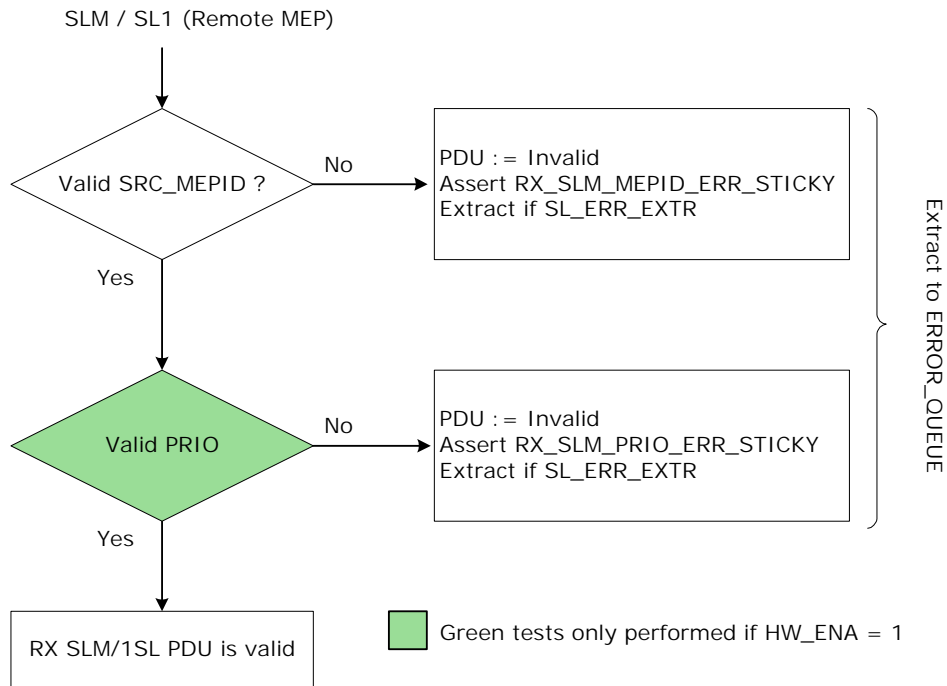 SLM / SL1 (Remote MEP)
Valid SRC_MEPID ?
No
PDU := Invalid
Assert RX_SLM_MEPID_ERR_STICKY
Extract if SL_ERR_EXTR
Yes
Extract to ERROR_QUEUE
Valid PRIO
No
PDU := Invalid
Assert RX_SLM_PRIO_ERR_STICKY
Extract if SL_ERR_EXTR
Yes
RX SLM/1SL PDU is valid
Green tests only performed if HW_ENA = 1